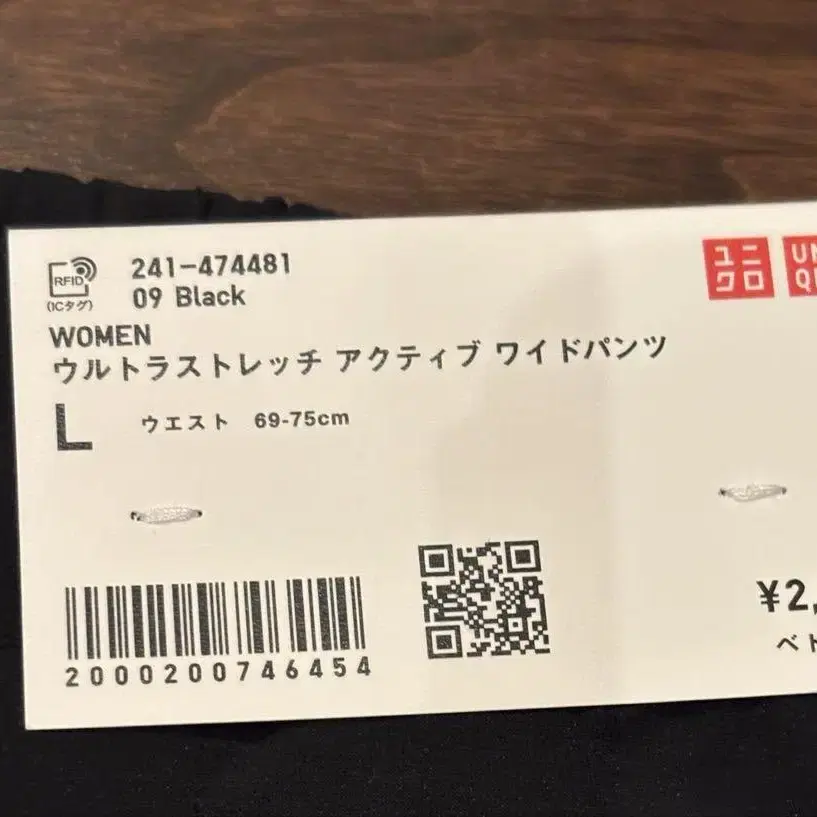 RFID
(ICタグ)
241-474481
09 Black
ユニ
クロ
UN
WOMEN
ウルトラストレッチ アクティブ ワイドパンツ
L ウエスト 69-75cm
2000200746454
¥2,
ベト